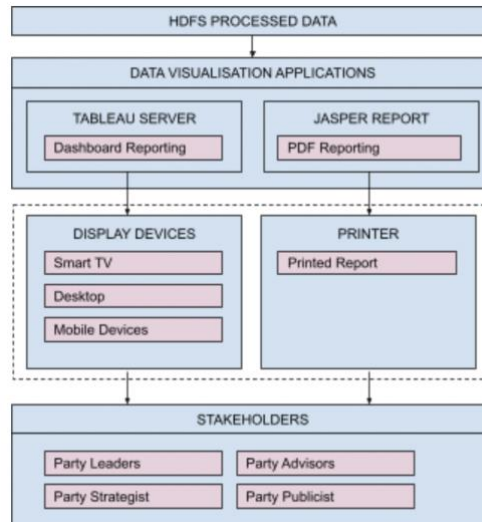 HDFS PROCESSED DATA
DATA VISUALISATION APPLICATIONS
TABLEAU SERVER
Dashboard Reporting
JASPER REPORT
PDF Reporting
DISPLAY DEVICES
Smart TV
Desktop
Mobile Devices
PRINTER
Printed Report
STAKEHOLDERS
Party Leaders
Party Advisors
Party Strategist
Party Publicist